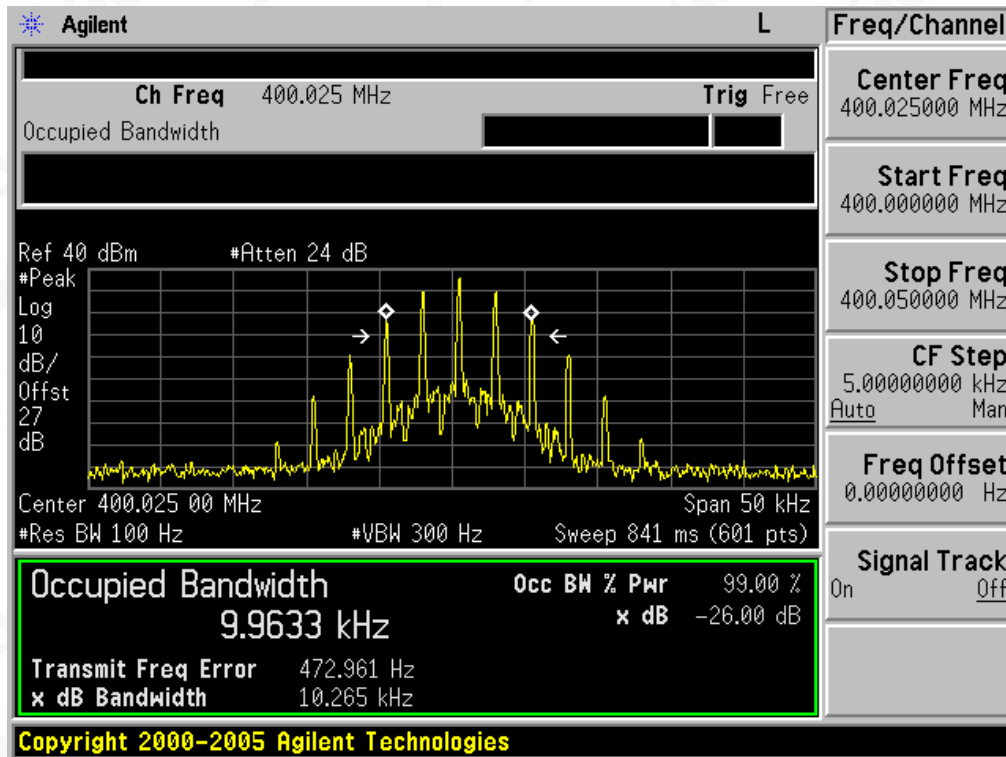 Agilent L Freq/Channel
Ch Freq 400.025 MHz Trig Free
Occupied Bandwidth
Center Freq
400.025000 MHz
Start Freq
400.000000 MHz
Stop Freq
400.050000 MHz
CF Step
5.00000000 kHz
Auto Man
Freq Offset
0.00000000 Hz
Signal Track
On Off
Ref 40 dBm #Atten 24 dB
#Peak
Log
10
dB/
Offst
27
dB
Center 400.025 00 MHz Span 50 kHz
#Res BW 100 Hz #VBW 300 Hz Sweep 841 ms (601 pts)
Occupied Bandwidth Occ BW % Pwr 99.00 %
9.9633 kHz x dB -26.00 dB
Transmit Freq Error 472.961 Hz
x dB Bandwidth 10.265 kHz
Copyright 2000-2005 Agilent Technologies